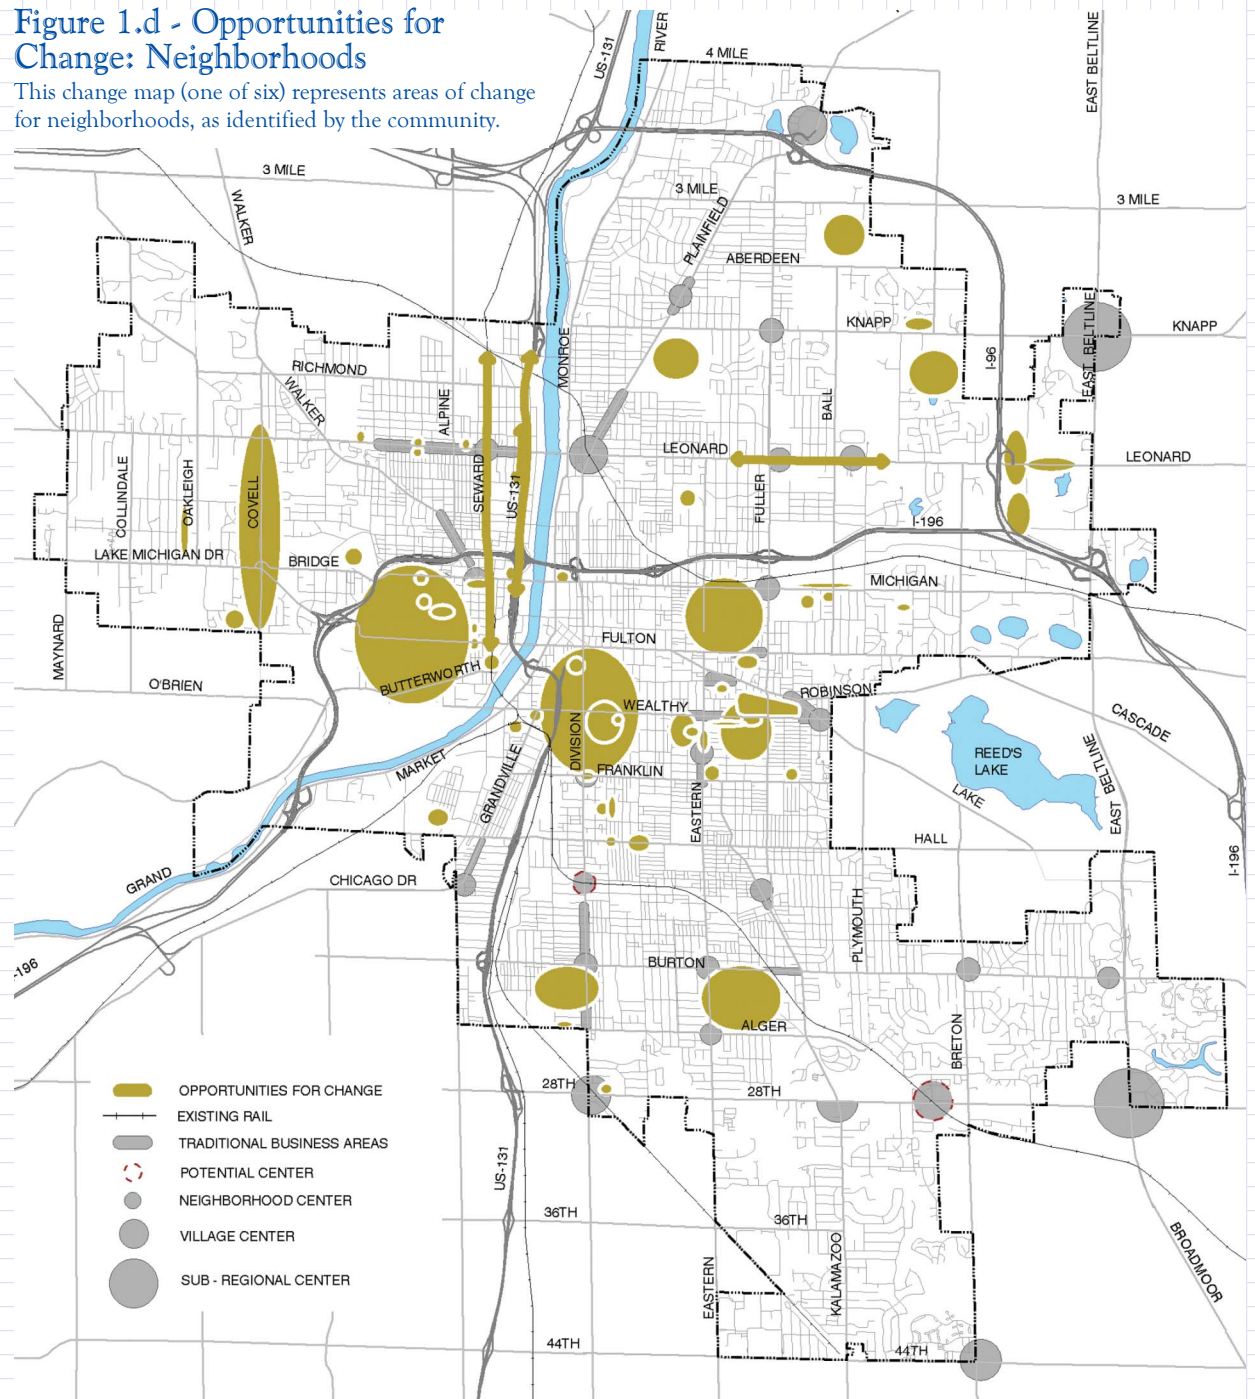 Figure 1.d - Opportunities for
Change: Neighborhoods
This change map (one of six) represents areas of change
for neighborhoods, as identified by the community.
US-131
RIVER
4 MILE
EAST BELTLINE
3 MILE
3 MILE
3 MILE
WALKER
PLAINFIELD
ABERDEEN
KNAPP
KNAPP
EAST BELTLINE
MONROE
I-96
RICHMOND
WALKER
ALPINE
BALL
LEONARD
LEONARD
COLLINDALE
OAKLEIGH
COVELL
SEWARD
US-131
FULLER
I-196
LAKE MICHIGAN DR
BRIDGE
MICHIGAN
MAYNARD
FULTON
BUTTERWORTH
O'BRIEN
ROBINSON
WEALTHY
CASCADE
DIVISION
REED'S
LAKE
EAST BELTLINE
MARKET
FRANKLIN
GRANDVILLE
LAKE
EASTERN
HALL
I-196
GRAND
CHICAGO DR
PLYMOUTH
BURTON
-196
ALGER
BRETON
28TH
28TH
OPPORTUNITIES FOR CHANGE
EXISTING RAIL
TRADITIONAL BUSINESS AREAS
POTENTIAL CENTER
NEIGHBORHOOD CENTER
VILLAGE CENTER
SUB - REGIONAL CENTER
US-131
36TH
36TH
EASTERN
KALAMAZOO
BROADMOOR
44TH
44TH